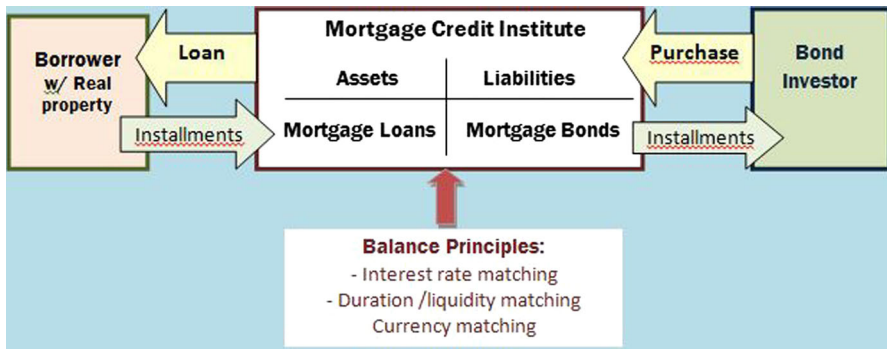 Borrower
w/ Real
property
Loan
Installments
Mortgage Credit Institute
Assets
Liabilities
Mortgage Loans
Mortgage Bonds
Purchase
Installments
Bond
Investor
Balance Principles:
- Interest rate matching
- Duration /liquidity matching
Currency matching